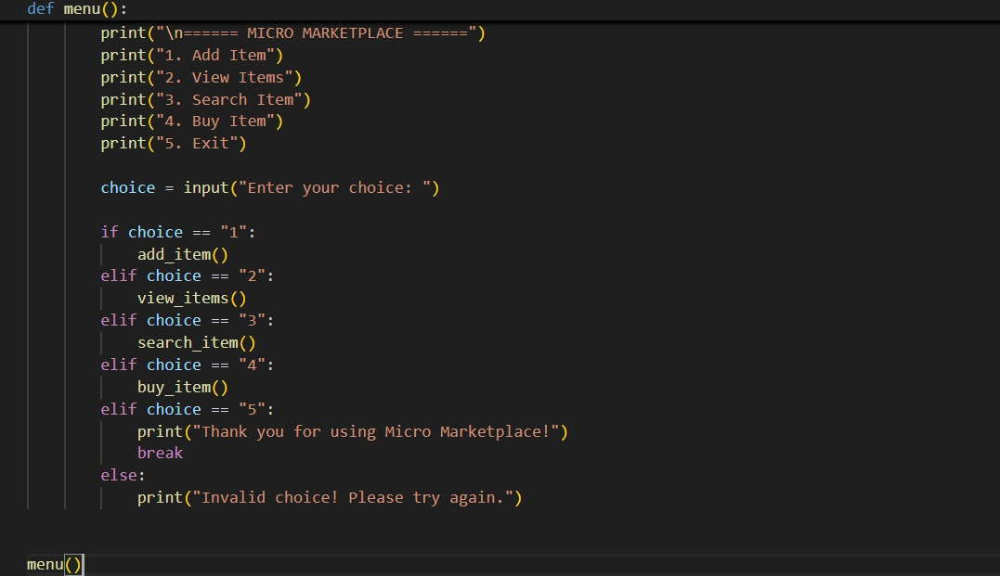 def menu():
print("\n====== MICRO MARKETPLACE ======")
print("1. Add Item")
print("2. View Items")
print("3. Search Item")
print("4. Buy Item")
print("5. Exit")
choice = input("Enter your choice: ")
if choice == "1":
add_item()
elif choice == "2":
view_items()
elif choice == "3":
search_item()
elif choice == "4":
buy_item()
elif choice == "5":
print("Thank you for using Micro Marketplace!")
break
else:
print("Invalid choice! Please try again.")
menu()